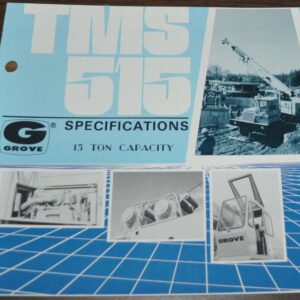 TMS
515
G ®
GROVE
SPECIFICATIONS
15 TON CAPACITY
GROVE